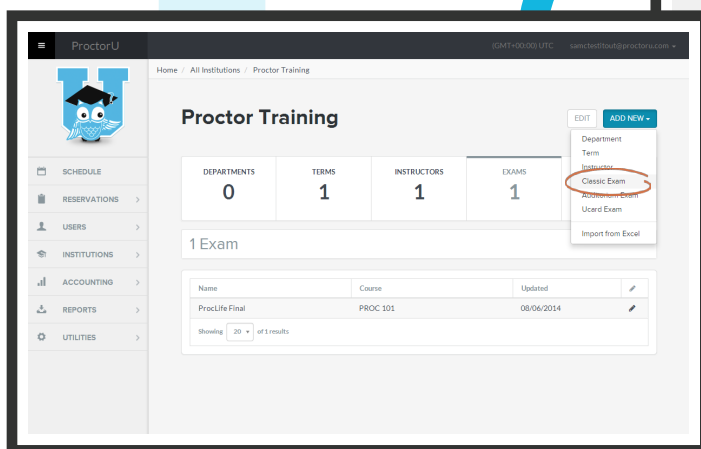 ProctorU
(GMT+00:00) UTC samctestitout@proctoru.com
Home / All Institutions / Proctor Training
Proctor Training
EDIT
ADD NEW
Department
Term
Instructor
Classic Exam
Auditorium Exam
Ucard Exam
Import from Excel
SCHEDULE
RESERVATIONS
USERS
INSTITUTIONS
ACCOUNTING
REPORTS
UTILITIES
DEPARTMENTS TERMS INSTRUCTORS EXAMS
0 1 1 1
1 Exam
Name Course Updated
ProcLife Final PROC 101 08/06/2014
Showing 20 of 1 results